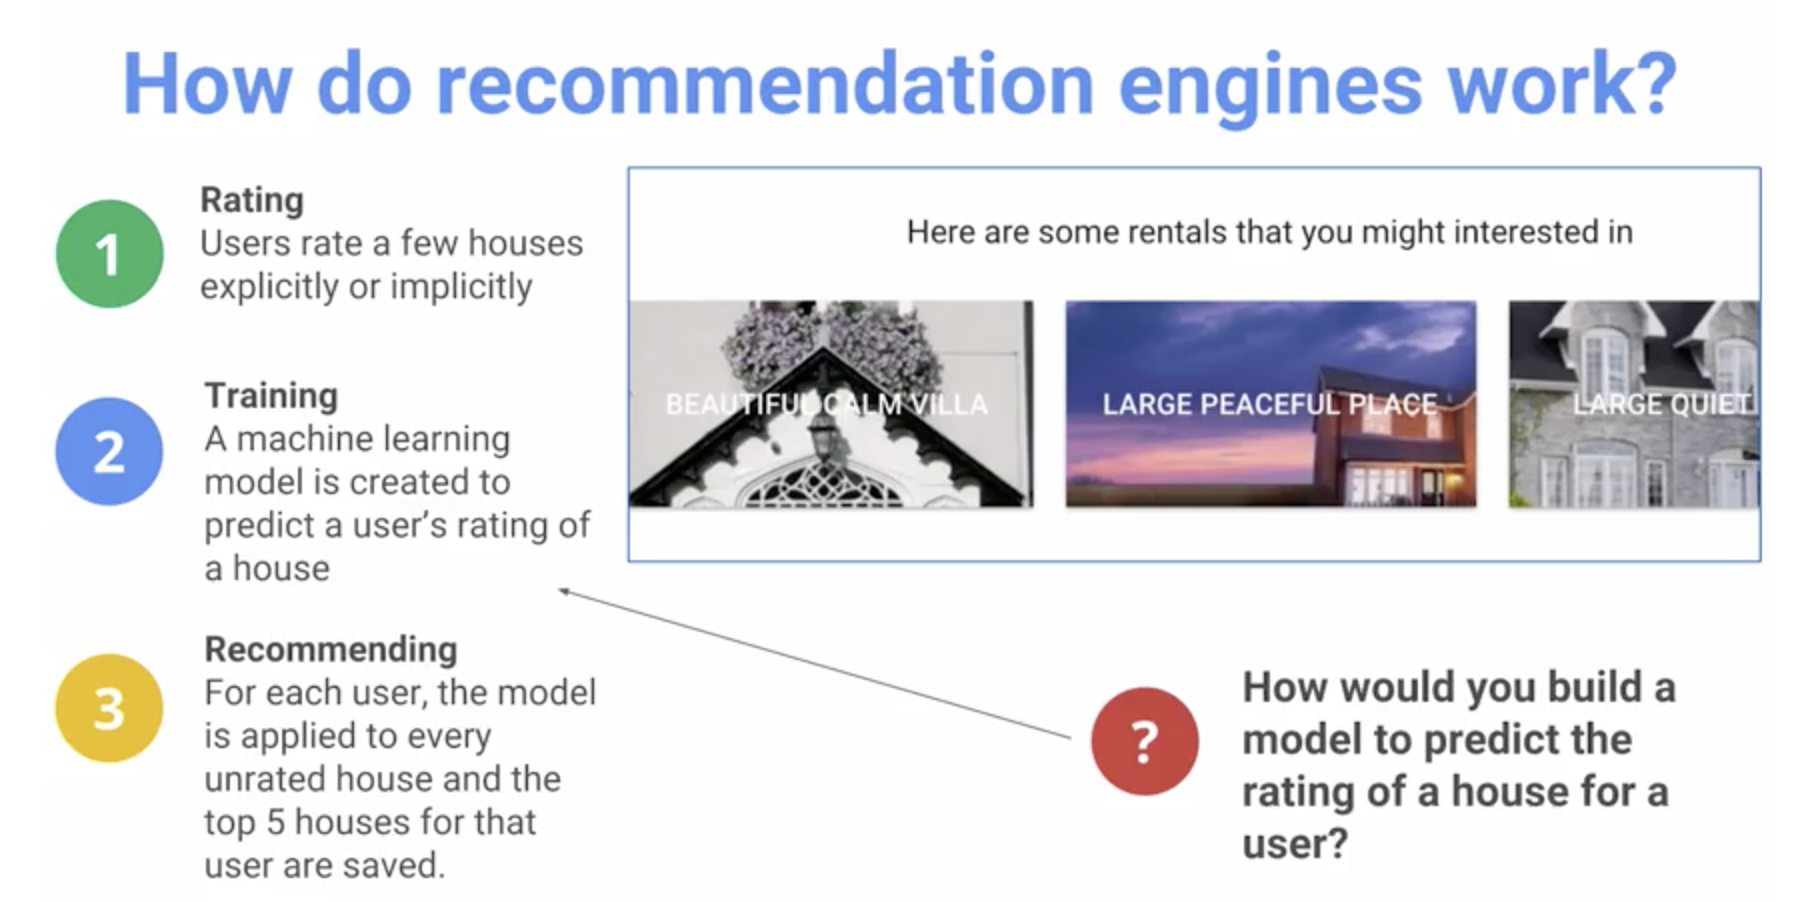 How do recommendation engines work?
1
Rating
Users rate a few houses
explicitly or implicitly
2
Training
A machine learning
model is created to
predict a user’s rating of
a house
3
Recommending
For each user, the model
is applied to every
unrated house and the
top 5 houses for that
user are saved.
Here are some rentals that you might interested in
BEAUTIFUL CALM VILLA
LARGE PEACEFUL PLACE
LARGE QUIET
?
How would you build a
model to predict the
rating of a house for a
user?